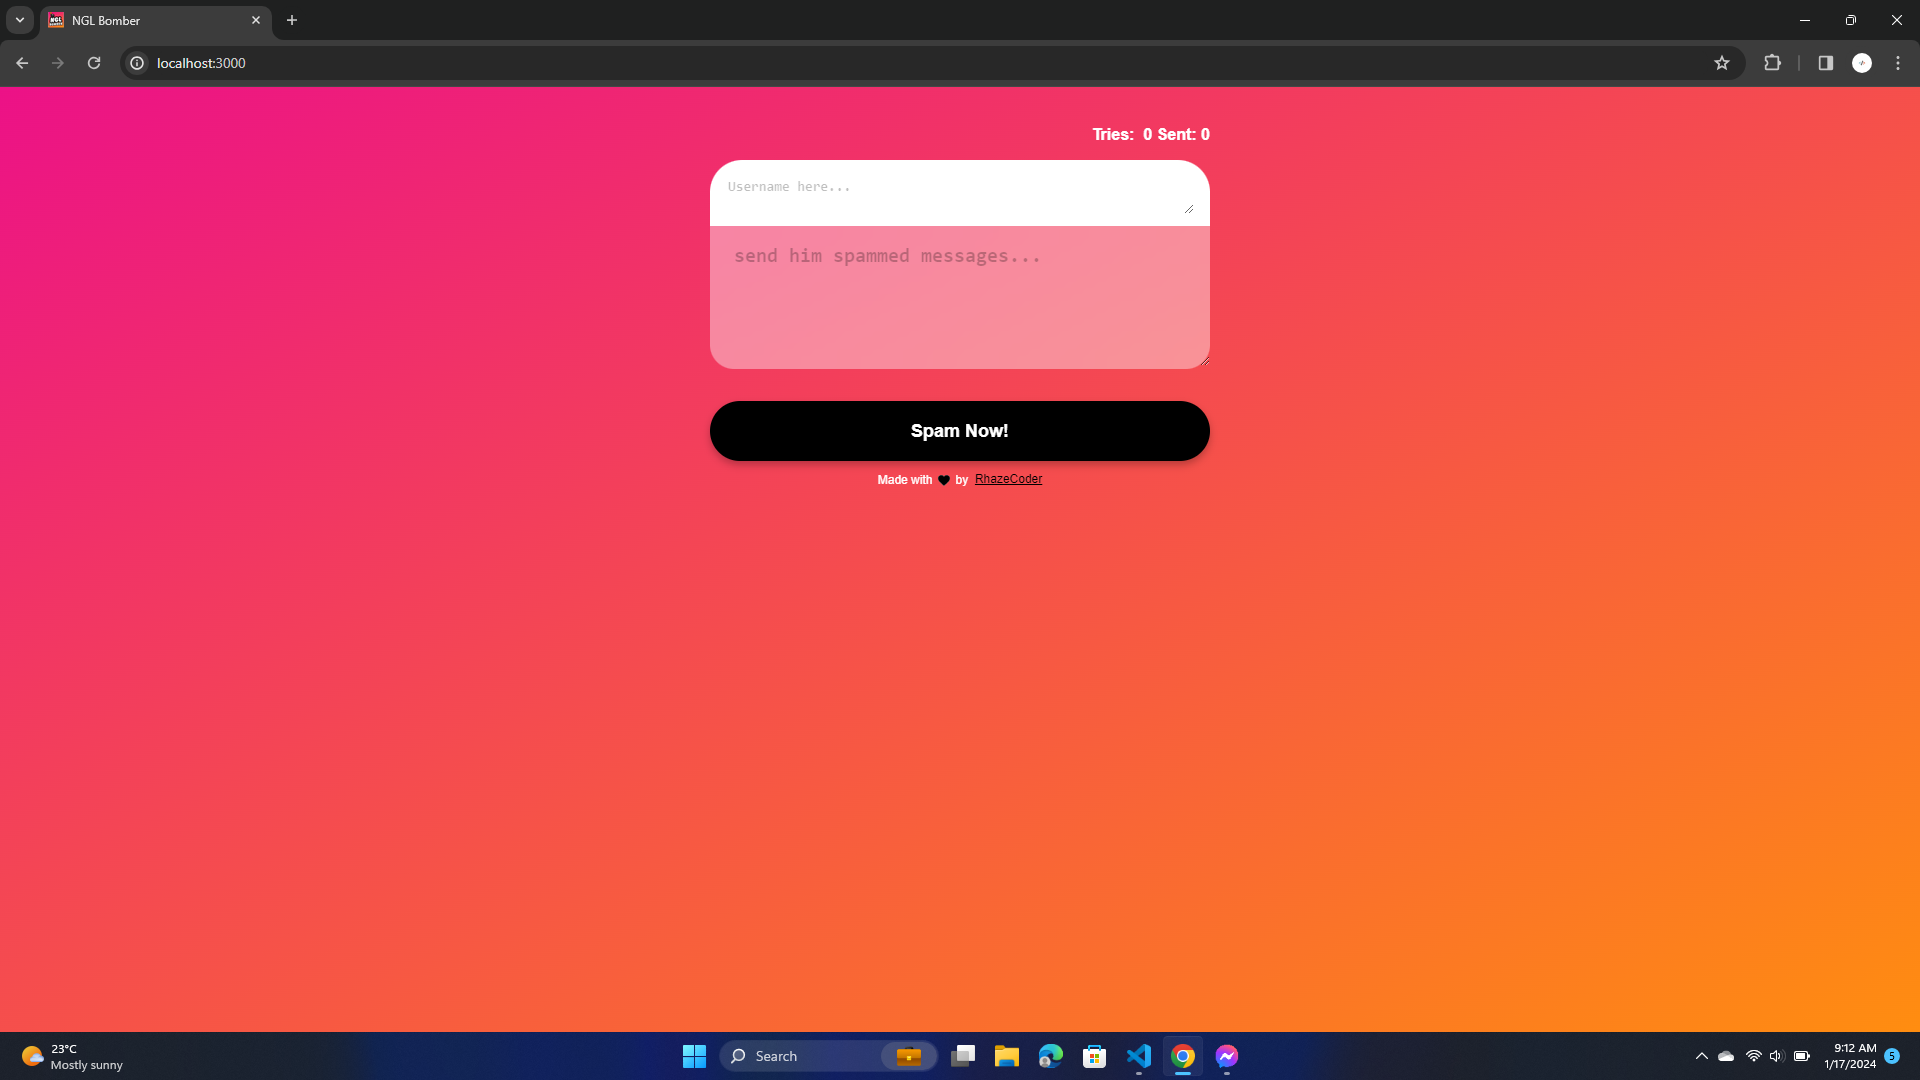 NGL Bomber
localhost:3000
Tries: 0 Sent: 0
Username here...
send him spammed messages...
Spam Now!
Made with by RhazeCoder
23°C
Mostly sunny
Search
9:12 AM
1/17/2024
5